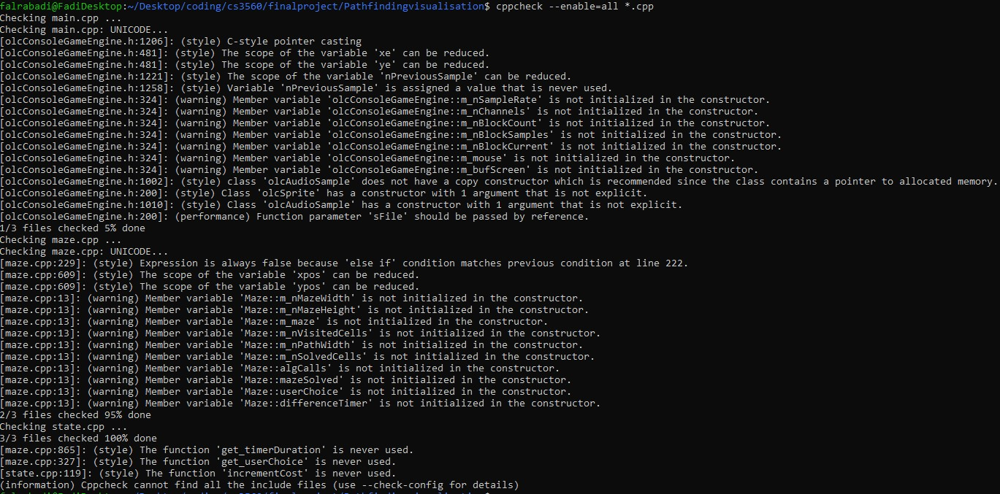 falrabadi@FadiDesktop:~/Desktop/coding/cs3560/finalproject/Pathfindingvisualisation$ cppcheck --enable=all *.cpp
Checking main.cpp ...
Checking main.cpp: UNICODE...
[olcConsoleGameEngine.h:1206]: (style) C-style pointer casting
[olcConsoleGameEngine.h:481]: (style) The scope of the variable 'xe' can be reduced.
[olcConsoleGameEngine.h:481]: (style) The scope of the variable 'ye' can be reduced.
[olcConsoleGameEngine.h:1221]: (style) The scope of the variable 'nPreviousSample' can be reduced.
[olcConsoleGameEngine.h:1258]: (style) Variable 'nPreviousSample' is assigned a value that is never used.
[olcConsoleGameEngine.h:324]: (warning) Member variable 'olcConsoleGameEngine::m_nSampleRate' is not initialized in the constructor.
[olcConsoleGameEngine.h:324]: (warning) Member variable 'olcConsoleGameEngine::m_nChannels' is not initialized in the constructor.
[olcConsoleGameEngine.h:324]: (warning) Member variable 'olcConsoleGameEngine::m_nBlockCount' is not initialized in the constructor.
[olcConsoleGameEngine.h:324]: (warning) Member variable 'olcConsoleGameEngine::m_nBlockSamples' is not initialized in the constructor.
[olcConsoleGameEngine.h:324]: (warning) Member variable 'olcConsoleGameEngine::m_nBlockCurrent' is not initialized in the constructor.
[olcConsoleGameEngine.h:324]: (warning) Member variable 'olcConsoleGameEngine::m_mouse' is not initialized in the constructor.
[olcConsoleGameEngine.h:324]: (warning) Member variable 'olcConsoleGameEngine::m_bufScreen' is not initialized in the constructor.
[olcConsoleGameEngine.h:1002]: (style) class 'olcAudioSample' does not have a copy constructor which is recommended since the class contains a pointer to allocated memory.
[olcConsoleGameEngine.h:200]: (style) Class 'olcSprite' has a constructor with 1 argument that is not explicit.
[olcConsoleGameEngine.h:1010]: (style) Class 'olcAudioSample' has a constructor with 1 argument that is not explicit.
[olcConsoleGameEngine.h:200]: (performance) Function parameter 'sFile' should be passed by reference.
1/3 files checked 5% done
Checking maze.cpp ...
Checking maze.cpp: UNICODE...
[maze.cpp:229]: (style) Expression is always false because 'else if' condition matches previous condition at line 222.
[maze.cpp:609]: (style) The scope of the variable 'xpos' can be reduced.
[maze.cpp:609]: (style) The scope of the variable 'ypos' can be reduced.
[maze.cpp:13]: (warning) Member variable 'Maze::m_nMazeWidth' is not initialized in the constructor.
[maze.cpp:13]: (warning) Member variable 'Maze::m_nMazeHeight' is not initialized in the constructor.
[maze.cpp:13]: (warning) Member variable 'Maze::m_maze' is not initialized in the constructor.
[maze.cpp:13]: (warning) Member variable 'Maze::m_nVisitedCells' is not initialized in the constructor.
[maze.cpp:13]: (warning) Member variable 'Maze::m_nPathWidth' is not initialized in the constructor.
[maze.cpp:13]: (warning) Member variable 'Maze::m_nSolvedCells' is not initialized in the constructor.
[maze.cpp:13]: (warning) Member variable 'Maze::algCalls' is not initialized in the constructor.
[maze.cpp:13]: (warning) Member variable 'Maze::mazeSolved' is not initialized in the constructor.
[maze.cpp:13]: (warning) Member variable 'Maze::userChoice' is not initialized in the constructor.
[maze.cpp:13]: (warning) Member variable 'Maze::differenceTimer' is not initialized in the constructor.
2/3 files checked 95% done
Checking state.cpp ...
3/3 files checked 100% done
[maze.cpp:865]: (style) The function 'get_timerDuration' is never used.
[maze.cpp:327]: (style) The function 'get_userChoice' is never used.
[state.cpp:119]: (style) The function 'incrementCost' is never used.
(information) Cppcheck cannot find all the include files (use --check-config for details)